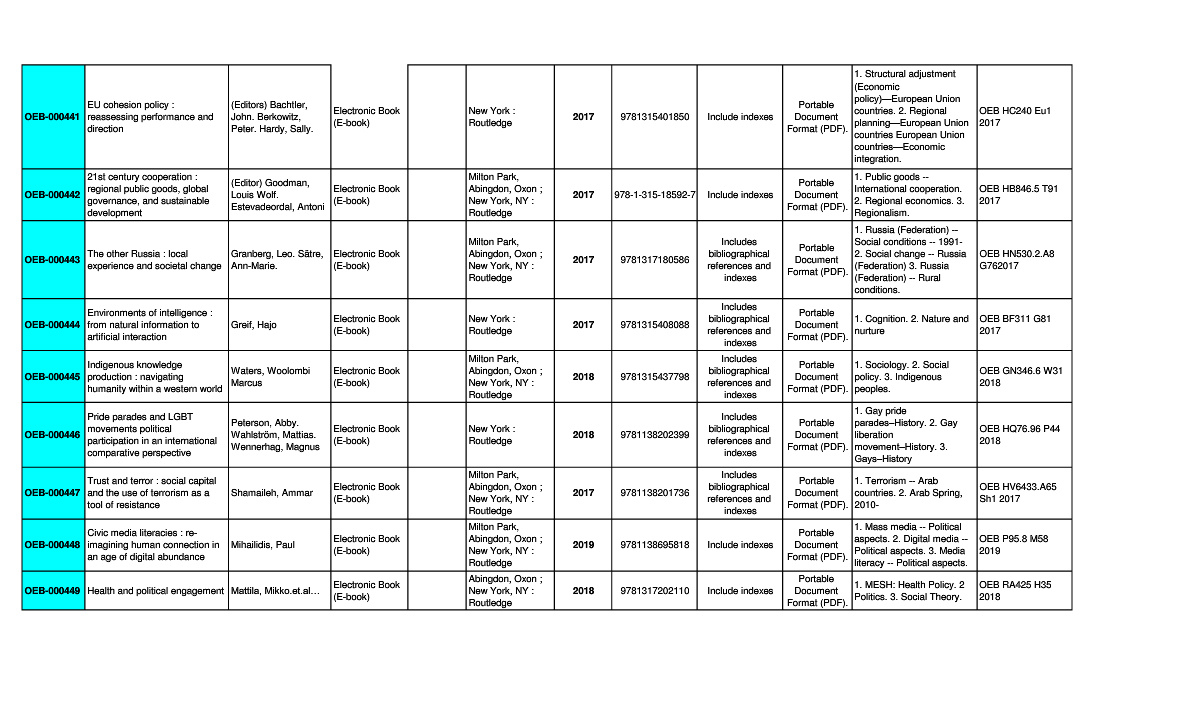 OEB-000441
EU cohesion policy :
reassessing performance and
direction
(Editors) Bachtler,
John. Berkowitz,
Peter. Hardy, Sally.
Electronic Book
(E-book)
New York :
Routledge
2017
9781315401850
Include indexes
Portable
Document
Format (PDF).
1. Structural adjustment
(Economic
policy)—European Union
countries. 2. Regional
planning—European Union
countries European Union
countries—Economic
integration.
OEB HC240 Eu1
2017
OEB-000442
21st century cooperation :
regional public goods, global
governance, and sustainable
development
(Editor) Goodman,
Louis Wolf.
Estevadeordal, Antoni
Electronic Book
(E-book)
Milton Park,
Abingdon, Oxon ;
New York, NY :
Routledge
2017
978-1-315-18592-7
Include indexes
Portable
Document
Format (PDF).
1. Public goods --
International cooperation.
2. Regional economics. 3.
Regionalism.
OEB HB846.5 T91
2017
OEB-000443
The other Russia : local
experience and societal change
Granberg, Leo. Sätre,
Ann-Marie.
Electronic Book
(E-book)
Milton Park,
Abingdon, Oxon ;
New York, NY :
Routledge
2017
9781317180586
Includes
bibliographical
references and
indexes
Portable
Document
Format (PDF).
1. Russia (Federation) --
Social conditions -- 1991-
2. Social change -- Russia
(Federation) 3. Russia
(Federation) -- Rural
conditions.
OEB HN530.2.A8
G762017
OEB-000444
Environments of intelligence :
from natural information to
artificial interaction
Greif, Hajo
Electronic Book
(E-book)
New York :
Routledge
2017
9781315408088
Includes
bibliographical
references and
indexes
Portable
Document
Format (PDF).
1. Cognition. 2. Nature and
nurture
OEB BF311 G81
2017
OEB-000445
Indigenous knowledge
production : navigating
humanity within a western world
Waters, Woolombi
Marcus
Electronic Book
(E-book)
Milton Park,
Abingdon, Oxon ;
New York, NY :
Routledge
2018
9781315437798
Includes
bibliographical
references and
indexes
Portable
Document
Format (PDF).
1. Sociology. 2. Social
policy. 3. Indigenous
peoples.
OEB GN346.6 W31
2018
OEB-000446
Pride parades and LGBT
movements political
participation in an international
comparative perspective
Peterson, Abby.
Wahlström, Mattias.
Wennerhag, Magnus
Electronic Book
(E-book)
New York :
Routledge
2018
9781138202399
Includes
bibliographical
references and
indexes
Portable
Document
Format (PDF).
1. Gay pride
parades–History. 2. Gay
liberation
movement–History. 3.
Gays–History
OEB HQ76.96 P44
2018
OEB-000447
Trust and terror : social capital
and the use of terrorism as a
tool of resistance
Shamaileh, Ammar
Electronic Book
(E-book)
Milton Park,
Abingdon, Oxon ;
New York, NY :
Routledge
2017
9781138201736
Includes
bibliographical
references and
indexes
Portable
Document
Format (PDF).
1. Terrorism -- Arab
countries. 2. Arab Spring,
2010-
OEB HV6433.A65
Sh1 2017
OEB-000448
Civic media literacies : re-
imagining human connection in
an age of digital abundance
Mihailidis, Paul
Electronic Book
(E-book)
Milton Park,
Abingdon, Oxon ;
New York, NY :
Routledge
2019
9781138695818
Include indexes
Portable
Document
Format (PDF).
1. Mass media -- Political
aspects. 2. Digital media --
Political aspects. 3. Media
literacy -- Political aspects.
OEB P95.8 M58
2019
OEB-000449
Health and political engagement
Mattila, Mikko.et.al…
Electronic Book
(E-book)
Abingdon, Oxon ;
New York, NY :
Routledge
2018
9781317202110
Include indexes
Portable
Document
Format (PDF).
1. MESH: Health Policy. 2
Politics. 3. Social Theory.
OEB RA425 H35
2018